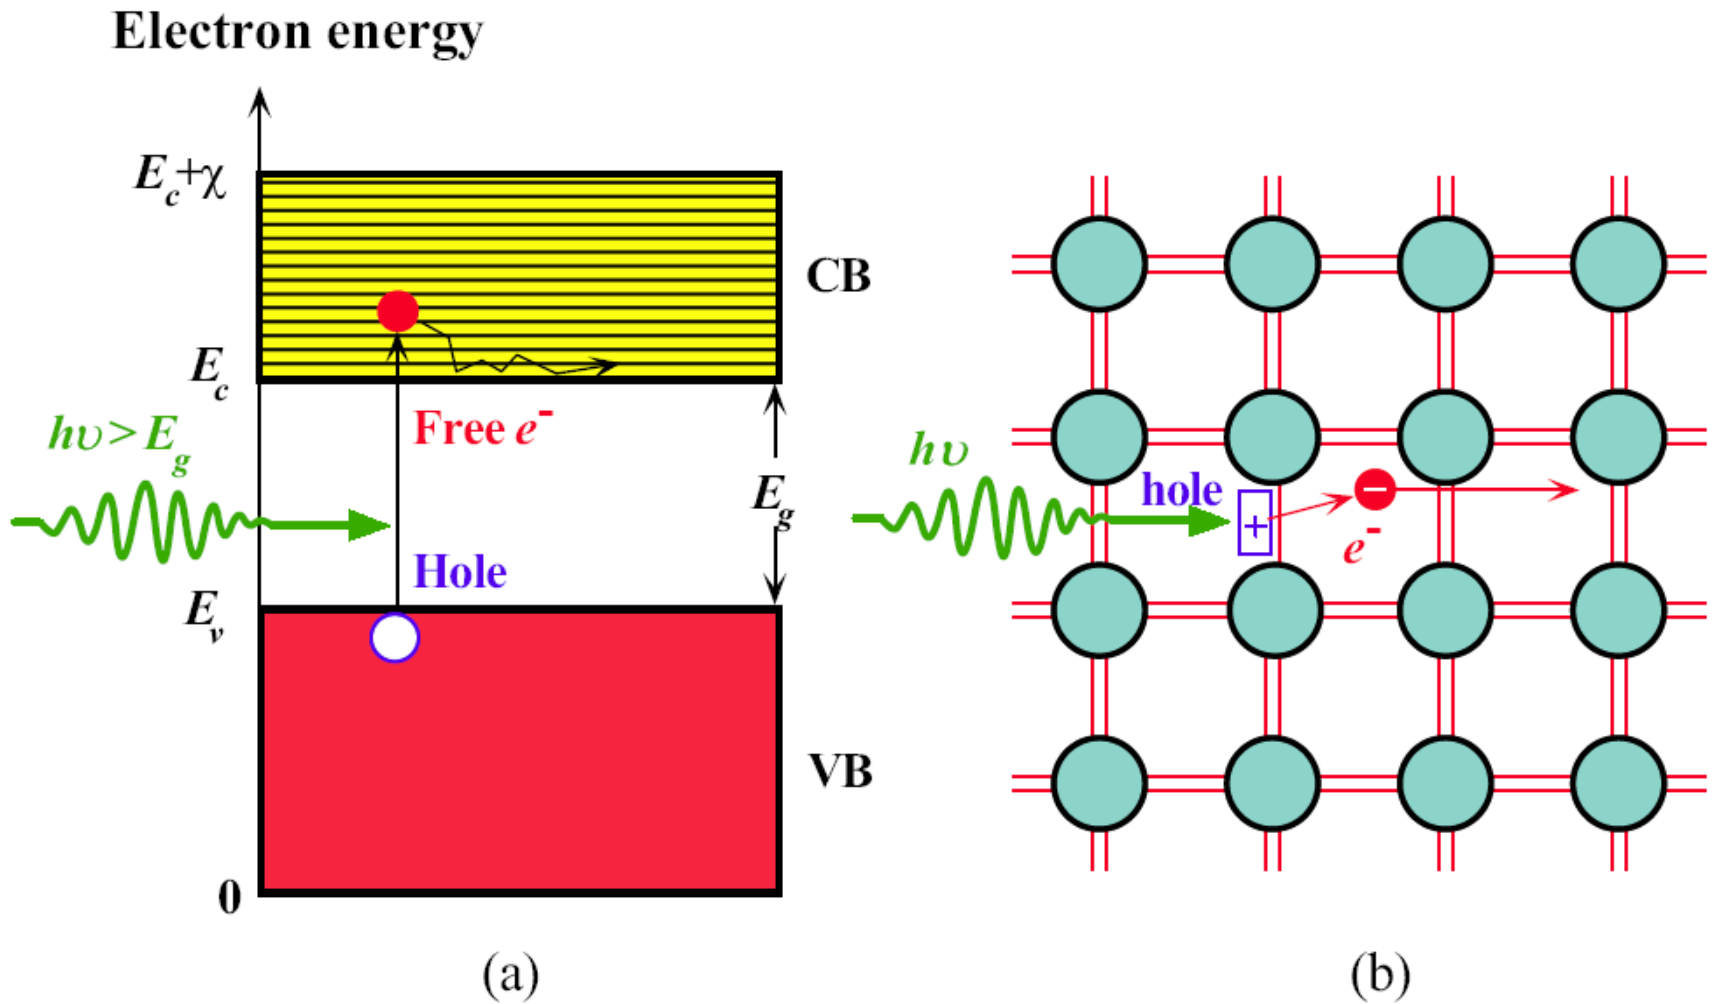 Electron energy
E_c+χ
CB
E_c
hυ > E_g
Free e⁻
E_g
Hole
E_v
VB
0
(a)
hυ
hole
+
−
e⁻
(b)